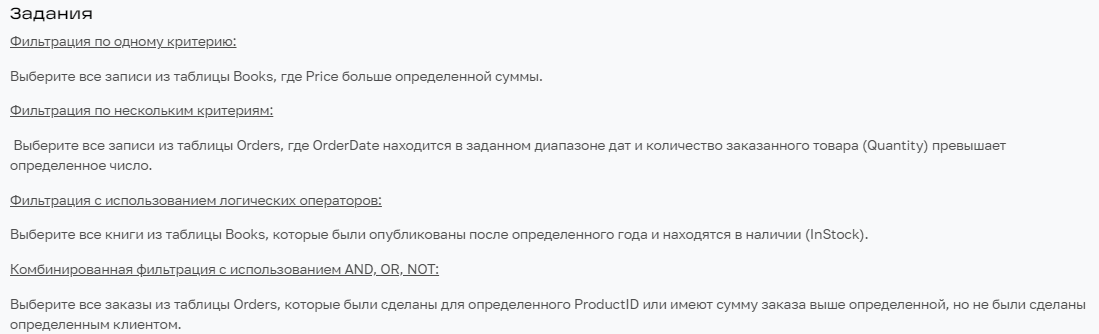 Задания
Фильтрация по одному критерию:
Выберите все записи из таблицы Books, где Price больше определенной суммы.
Фильтрация по нескольким критериям:
Выберите все записи из таблицы Orders, где OrderDate находится в заданном диапазоне дат и количество заказанного товара (Quantity) превышает
определенное число.
Фильтрация с использованием логических операторов:
Выберите все книги из таблицы Books, которые были опубликованы после определенного года и находятся в наличии (InStock).
Комбинированная фильтрация с использованием AND, OR, NOT:
Выберите все заказы из таблицы Orders, которые были сделаны для определенного ProductID или имеют сумму заказа выше определенной, но не были сделаны
определенным клиентом.